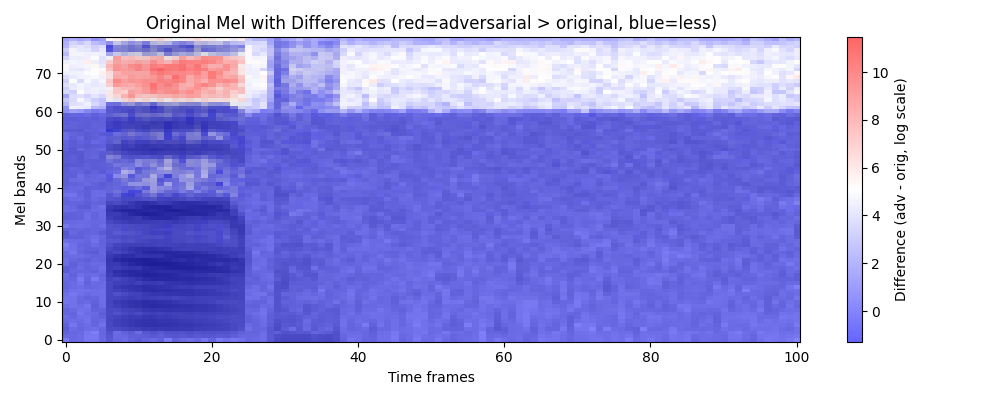 Original Mel with Differences (red=adversarial > original, blue=less)
Mel bands
70
60
50
40
30
20
10
0
0 20 40 60 80 100
Time frames
10
8
6
4
2
0
Difference (adv - orig, log scale)